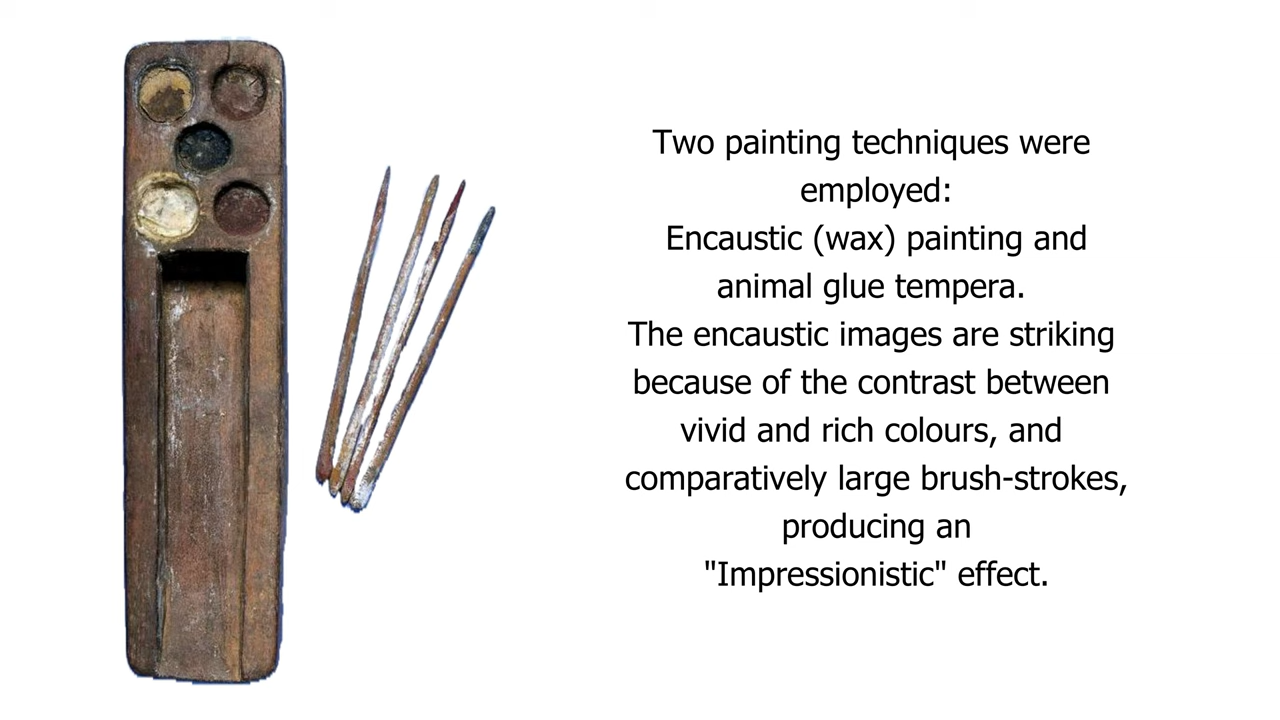 Two painting techniques were
employed:
Encaustic (wax) painting and
animal glue tempera.
The encaustic images are striking
because of the contrast between
vivid and rich colours, and
comparatively large brush-strokes,
producing an
"Impressionistic" effect.